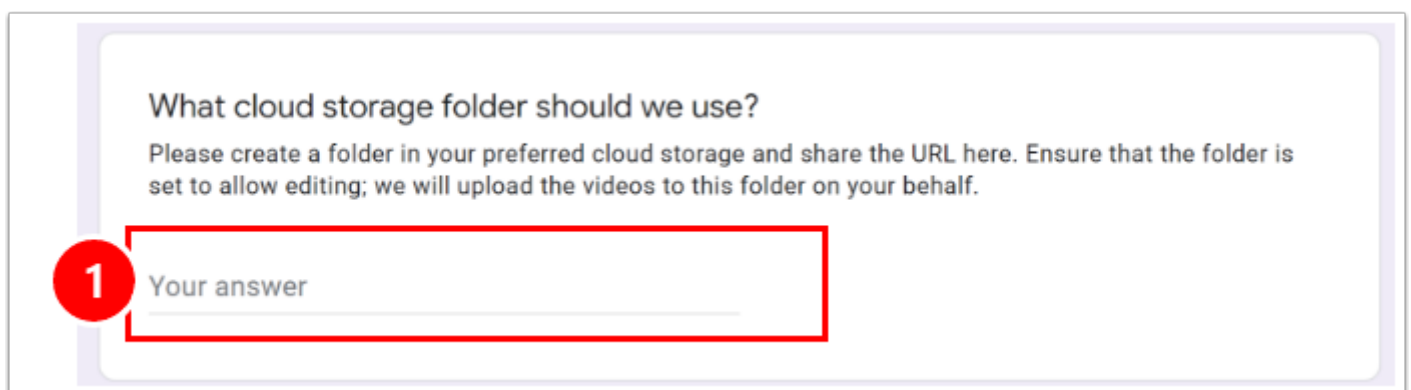 What cloud storage folder should we use?
Please create a folder in your preferred cloud storage and share the URL here. Ensure that the folder is
set to allow editing; we will upload the videos to this folder on your behalf.
1
Your answer